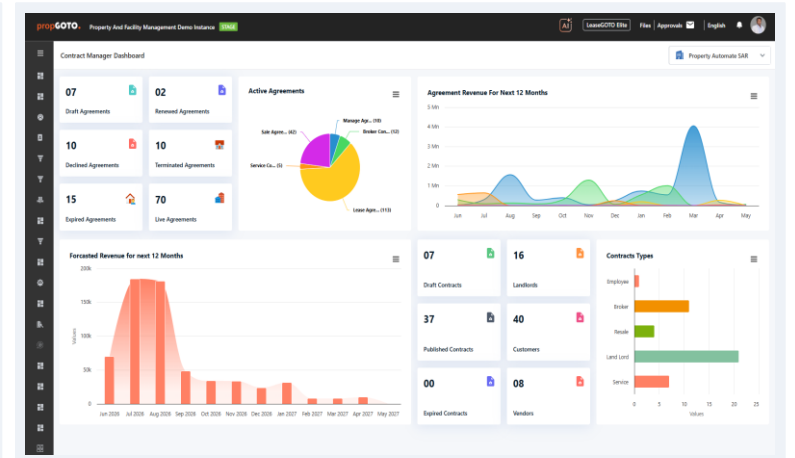 propGOTO. Property And Facility Management Demo Instance STAGE
AI LeaseGOTO Elite Files Approvals English
Contract Manager Dashboard
Property Automate SAR
07
Draft Agreements
02
Renewed Agreements
10
Declined Agreements
10
Terminated Agreements
15
Expired Agreements
70
Live Agreements
Active Agreements
Manage Agr... (10)
Broker Con... (12)
Sale Agree... (42)
Service Co... (5)
Lease Agre... (113)
Agreement Revenue For Next 12 Months
5 Mn
4 Mn
3 Mn
2 Mn
1 Mn
0
Jun Jul Aug Sep Oct Nov Dec Jan Feb Mar Apr May
Forcasted Revenue for next 12 Months
200k
150k
100k
50k
0
Values
Jun 2026 Jul 2026 Aug 2026 Sep 2026 Oct 2026 Nov 2026 Dec 2026 Jan 2027 Feb 2027 Mar 2027 Apr 2027 May 2027
07
Draft Contracts
16
Landlords
37
Published Contracts
40
Customers
00
Expired Contracts
08
Vendors
Contracts Types
Employee
Broker
Resale
Land Lord
Service
0 5 10 15 20 25
Values